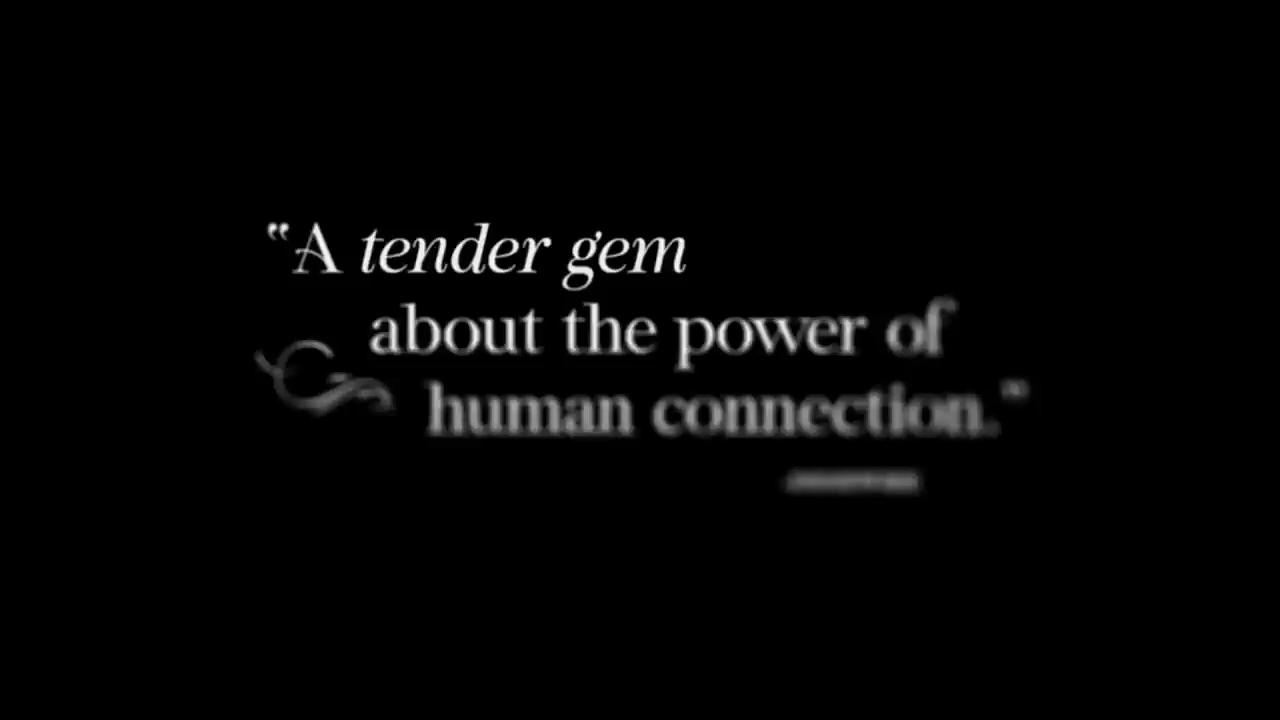 “A tender gem
about the power of
human connection.”